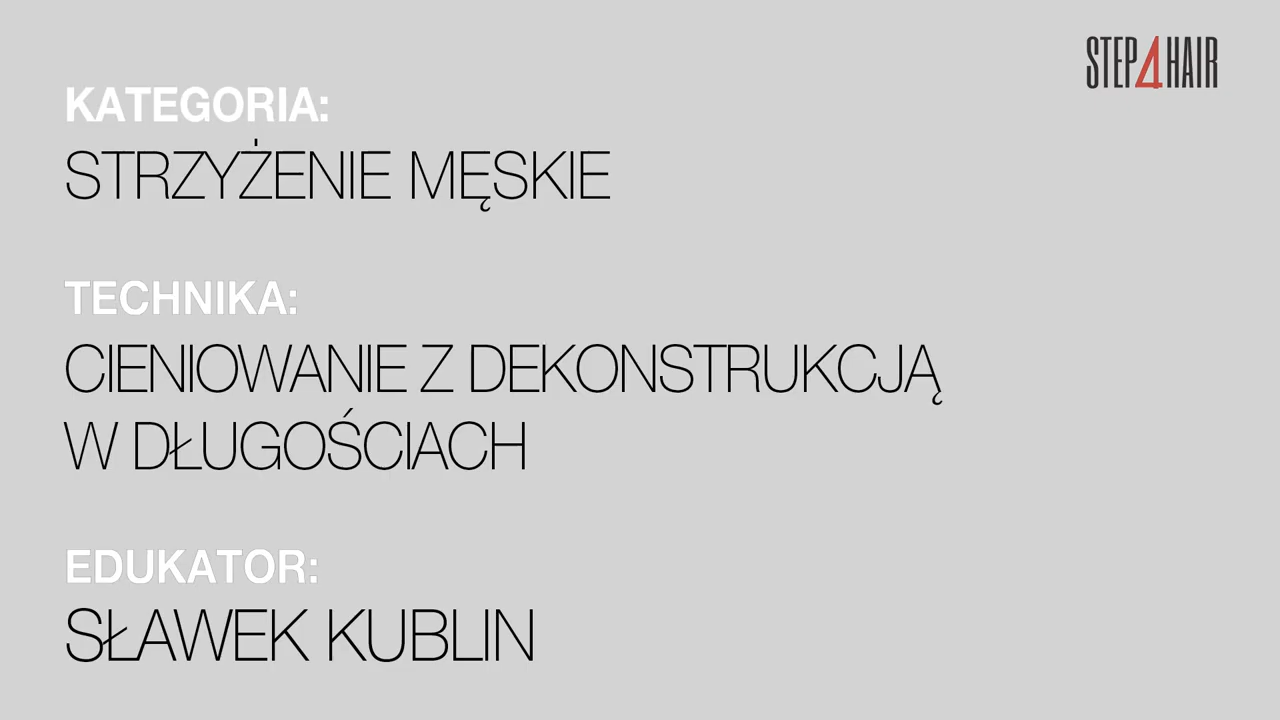 STEP4HAIR
KATEGORIA:
STRZYŻENIE MĘSKIE
TECHNIKA:
CIENIOWANIE Z DEKONSTRUKCJĄ
W DŁUGOŚCIACH
EDUKATOR:
SŁAWEK KUBLIN